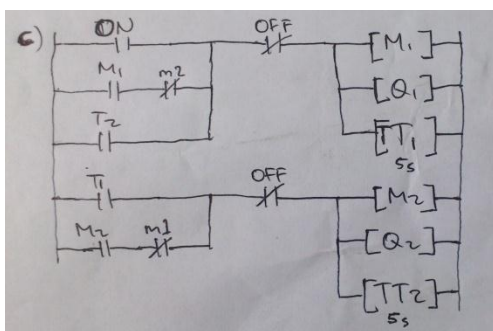 c) ON OFF [M1]
M1 m2 [Q1]
T2 [TT1]
5s
T1 OFF [M2]
M2 m1 [Q2]
[TT2]
5s